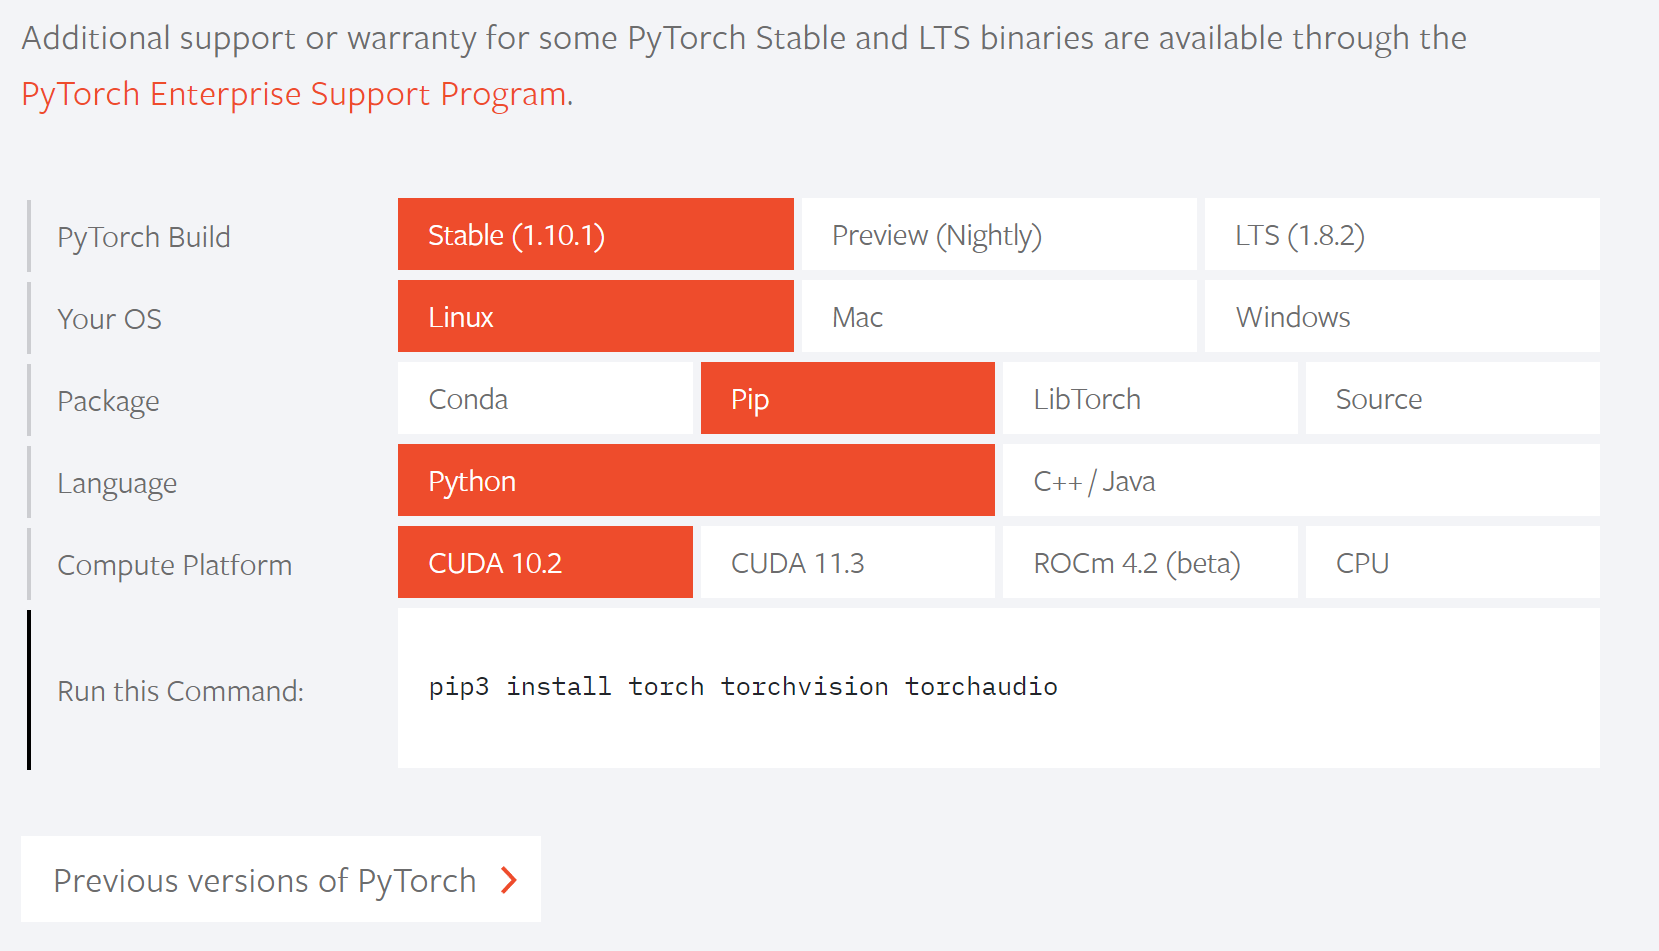 Additional support or warranty for some PyTorch Stable and LTS binaries are available through the
PyTorch Enterprise Support Program.
PyTorch Build
Stable (1.10.1)
Preview (Nightly)
LTS (1.8.2)
Your OS
Linux
Mac
Windows
Package
Conda
Pip
LibTorch
Source
Language
Python
C++ / Java
Compute Platform
CUDA 10.2
CUDA 11.3
ROCm 4.2 (beta)
CPU
Run this Command:
pip3 install torch torchvision torchaudio
Previous versions of PyTorch